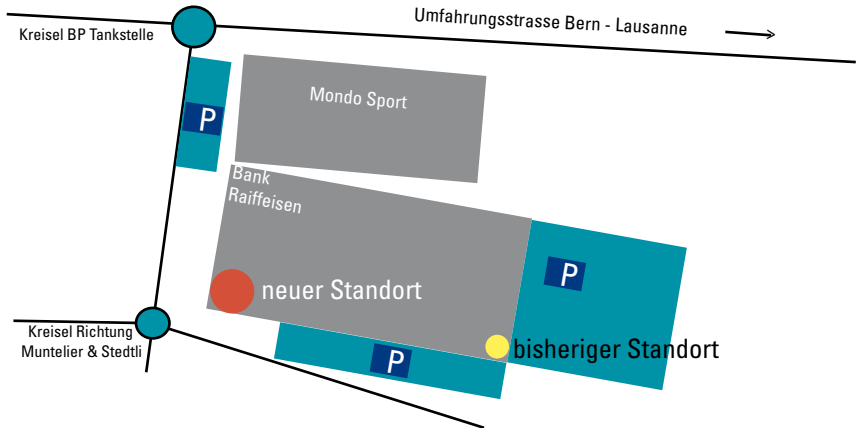 Umfahrungsstrasse Bern - Lausanne
Kreisel BP Tankstelle
Mondo Sport
P
Bank
Raiffeisen
P
neuer Standort
Kreisel Richtung
Muntelier & Stedtli
bisheriger Standort
P